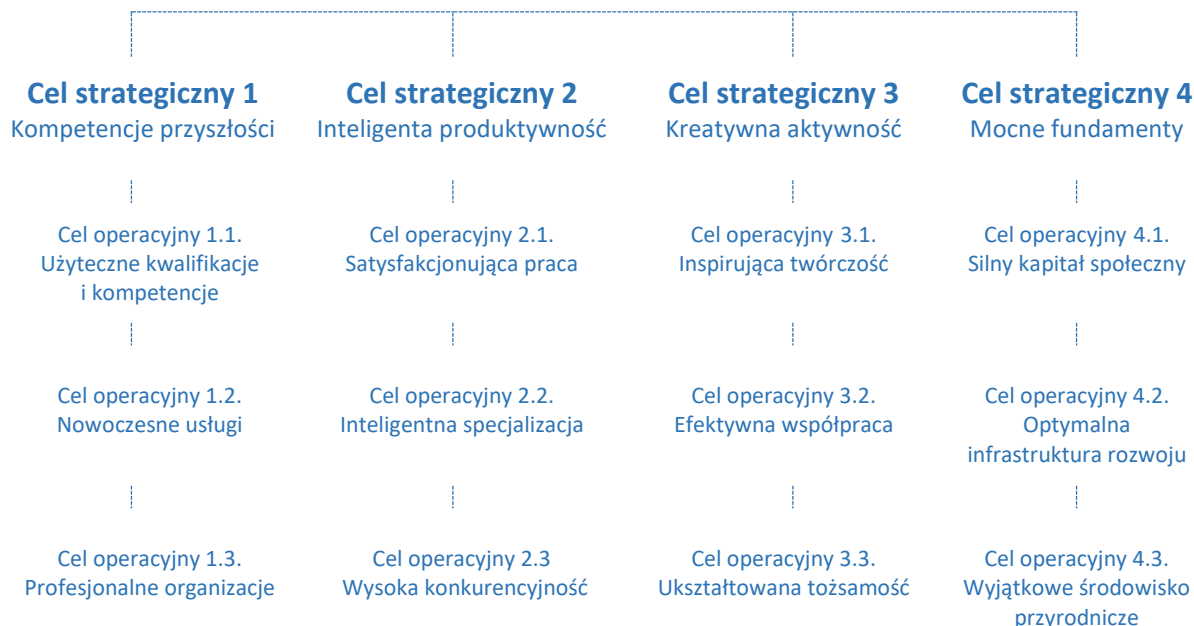 Cel strategiczny 1
Kompetencje przyszłości
Cel operacyjny 1.1.
Użyteczne kwalifikacje
i kompetencje
Cel operacyjny 1.2.
Nowoczesne usługi
Cel operacyjny 1.3.
Profesjonalne organizacje
Cel strategiczny 2
Inteligenta produktywność
Cel operacyjny 2.1.
Satysfakcjonująca praca
Cel operacyjny 2.2.
Inteligentna specjalizacja
Cel operacyjny 2.3
Wysoka konkurencyjność
Cel strategiczny 3
Kreatywna aktywność
Cel operacyjny 3.1.
Inspirująca twórczość
Cel operacyjny 3.2.
Efektywna współpraca
Cel operacyjny 3.3.
Ukształtowana tożsamość
Cel strategiczny 4
Mocne fundamenty
Cel operacyjny 4.1.
Silny kapitał społeczny
Cel operacyjny 4.2.
Optymalna
infrastruktura rozwoju
Cel operacyjny 4.3.
Wyjątkowe środowisko
przyrodnicze